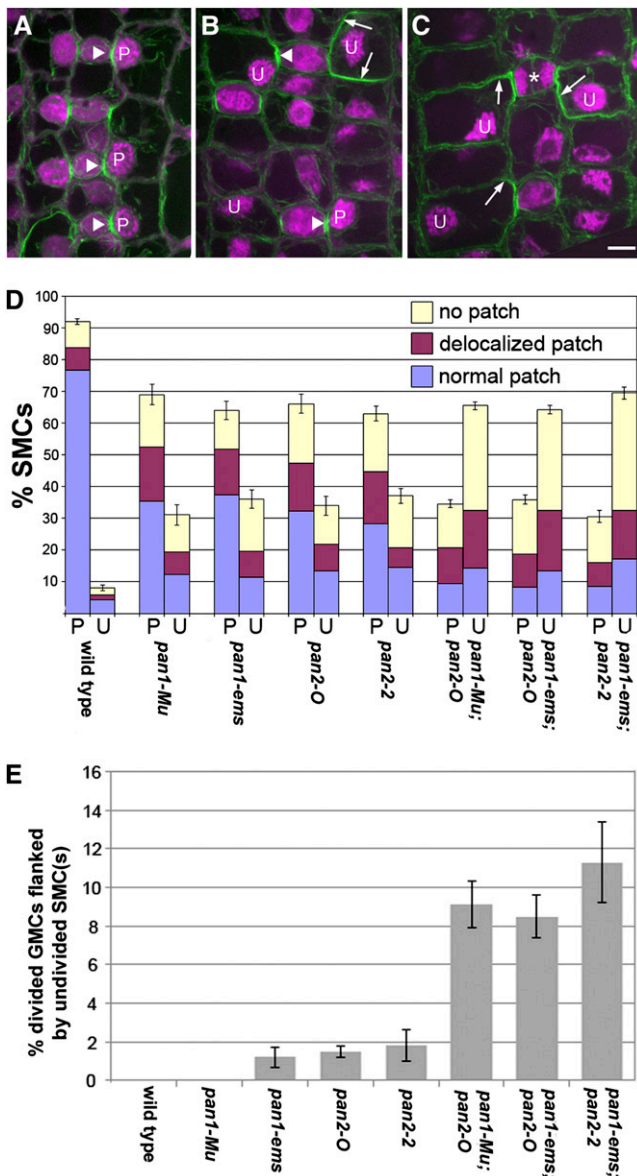 A
B
C
P
P
P
U
U
U
P
*
U
U
U
D
100
90
80
70
60
50
40
30
20
10
% SMCs
no patch
delocalized patch
normal patch
P U P U P U P U P U P U P U P U
wild type
pan1-Mu
pan1-ems
pan2-O
pan2-2
pan1-Mu;
pan2-O
pan1-ems;
pan2-O
pan1-ems;
pan2-2
E
16
14
12
10
8
6
4
2
0
% divided GMCs flanked
by undivided SMC(s)
wild type
pan1-Mu
pan1-ems
pan2-O
pan2-2
pan1-Mu;
pan2-O
pan1-ems;
pan2-O
pan1-ems;
pan2-2